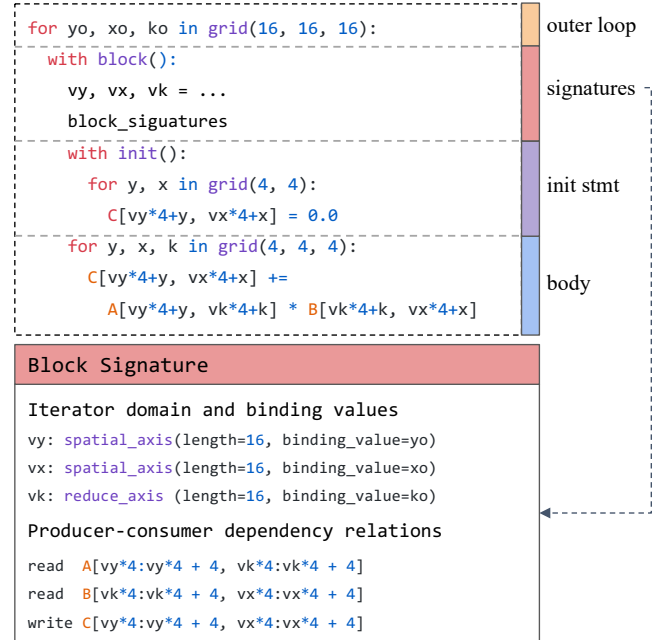 for yo, xo, ko in grid(16, 16, 16):
outer loop
with block():
vy, vx, vk = ...
signatures
block_siguatures
with init():
for y, x in grid(4, 4):
init stmt
C[vy*4+y, vx*4+x] = 0.0
for y, x, k in grid(4, 4, 4):
C[vy*4+y, vx*4+x] +=
body
A[vy*4+y, vk*4+k] * B[vk*4+k, vx*4+x]
Block Signature
Iterator domain and binding values
vy: spatial_axis(length=16, binding_value=yo)
vx: spatial_axis(length=16, binding_value=xo)
vk: reduce_axis (length=16, binding_value=ko)
Producer-consumer dependency relations
read A[vy*4:vy*4 + 4, vk*4:vk*4 + 4]
read B[vk*4:vk*4 + 4, vx*4:vx*4 + 4]
write C[vy*4:vy*4 + 4, vx*4:vx*4 + 4]